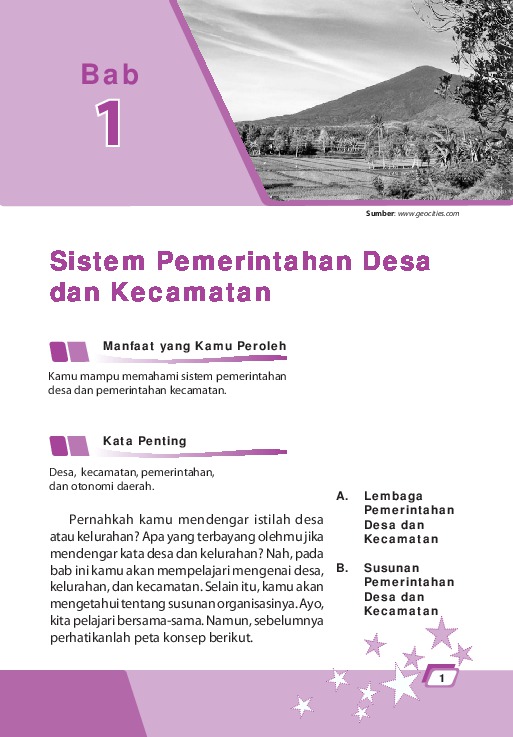 Bab
1
Sumber: www.geocities.com
Sistem Pemerintahan Desa
dan Kecamatan
Manfaat yang Kamu Peroleh
Kamu mampu memahami sistem pemerintahan
desa dan pemerintahan kecamatan.
Kata Penting
Desa, kecamatan, pemerintahan,
dan otonomi daerah.
Pernahkah kamu mendengar istilah desa
atau kelurahan? Apa yang terbayang olehmu jika
mendengar kata desa dan kelurahan? Nah, pada
bab ini kamu akan mempelajari mengenai desa,
kelurahan, dan kecamatan. Selain itu, kamu akan
mengetahui tentang susunan organisasinya. Ayo,
kita pelajari bersama-sama. Namun, sebelumnya
perhatikanlah peta konsep berikut.
A. Lembaga
Pemerintahan
Desa dan
Kecamatan
B. Susunan
Pemerintahan
Desa dan
Kecamatan
1